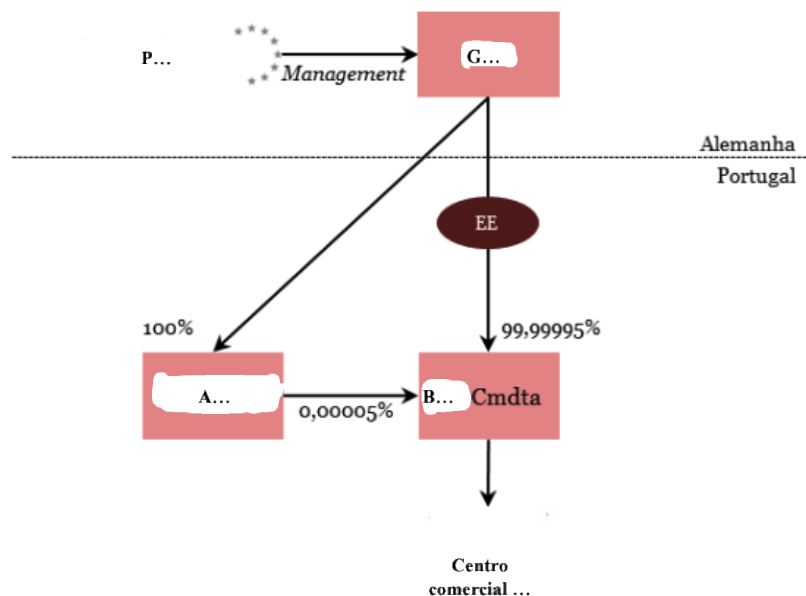 P...
G...
Management
Alemanha
Portugal
EE
100%
99,99995%
A...
B... Cmdta
0,00005%
Centro
comercial ...